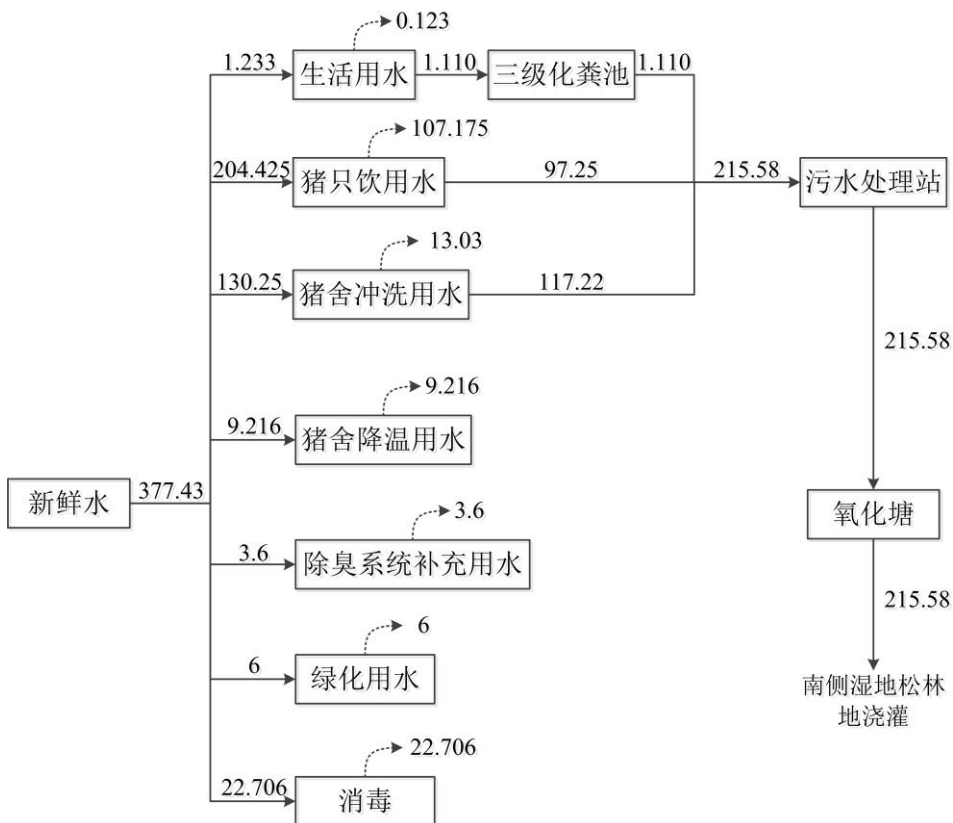 0.123
1.233
生活用水
1.110
三级化粪池
1.110
107.175
204.425
猪只饮用水
97.25
215.58
污水处理站
13.03
130.25
猪舍冲洗用水
117.22
215.58
9.216
9.216
猪舍降温用水
新鲜水
377.43
氧化塘
3.6
3.6
除臭系统补充用水
215.58
6
6
绿化用水
南侧湿地松林
地浇灌
22.706
22.706
消毒